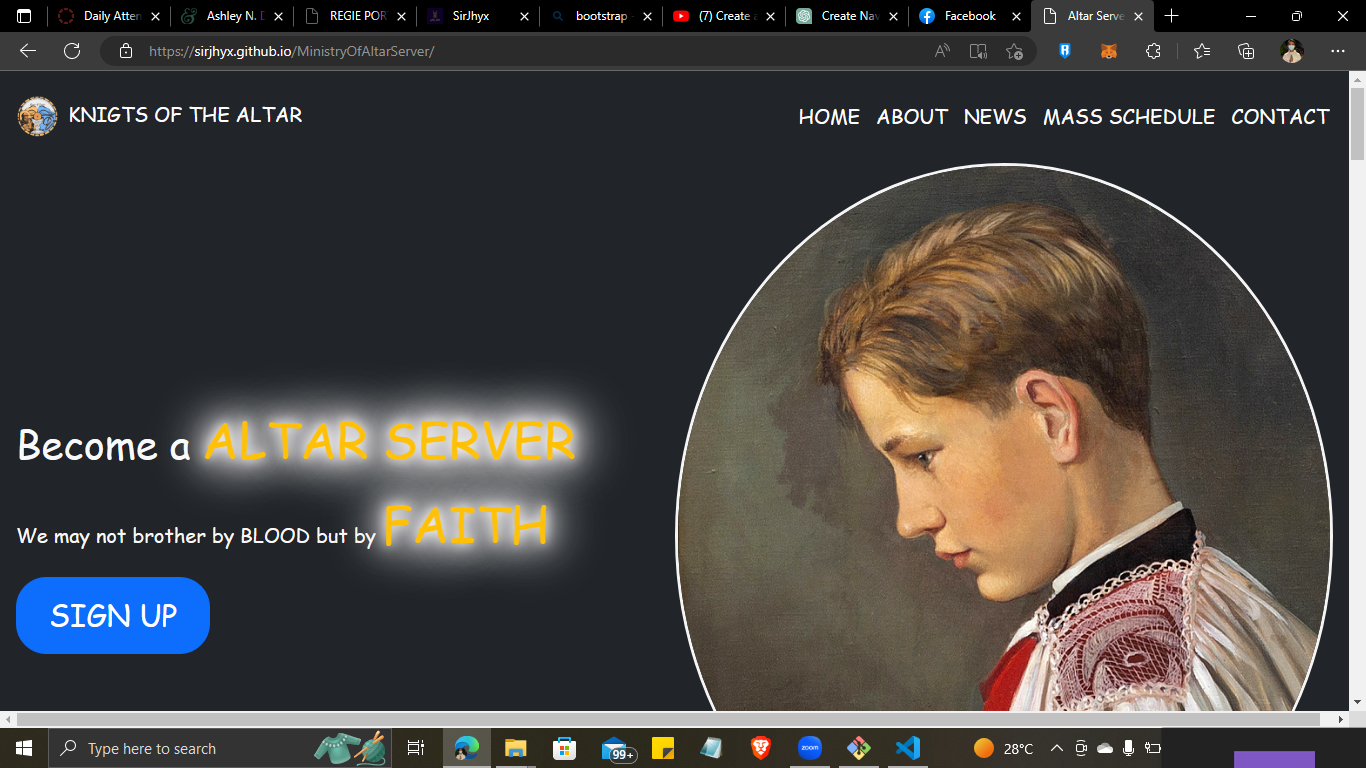 Daily Atten
Ashley N. D
REGIE POR
SirJhyx
bootstrap -
(7) Create a
Create Nav
Facebook
Altar Serve
https://sirjhyx.github.io/MinistryOfAltarServer/
KNIGTS OF THE ALTAR
HOME ABOUT NEWS MASS SCHEDULE CONTACT
Become a ALTAR SERVER
We may not brother by BLOOD but by FAITH
SIGN UP
Type here to search
99+
zoom
28°C